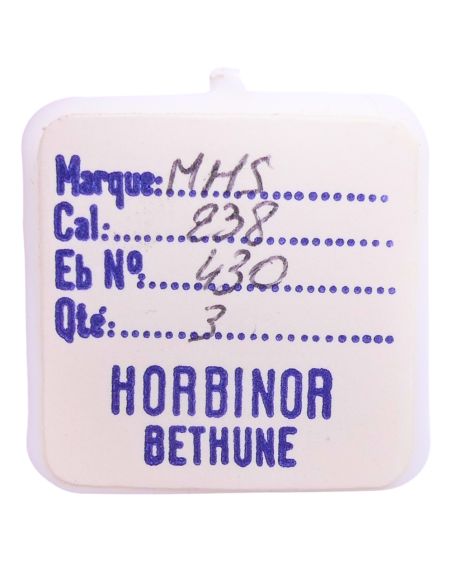 Marque: MHS
Cal: 238
Eb Nº: 430
Qté: 3
HORBINOR
BETHUNE